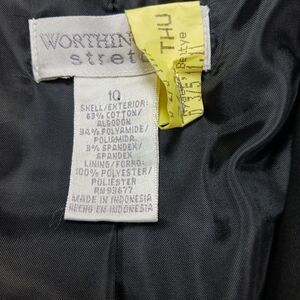 WORTHIN
stret
THU
Bettye
10
SHELL/EXTERIOR:
63% COTTON/
ALGODON
34% POLYAMIDE/
POLIAMIDA
3% SPANDEX/
SPANDEX
LINING/FORRO:
100% POLYESTER/
POLIESTER
RN 93677
MADE IN INDONESIA
HECHO EN INDONESIA